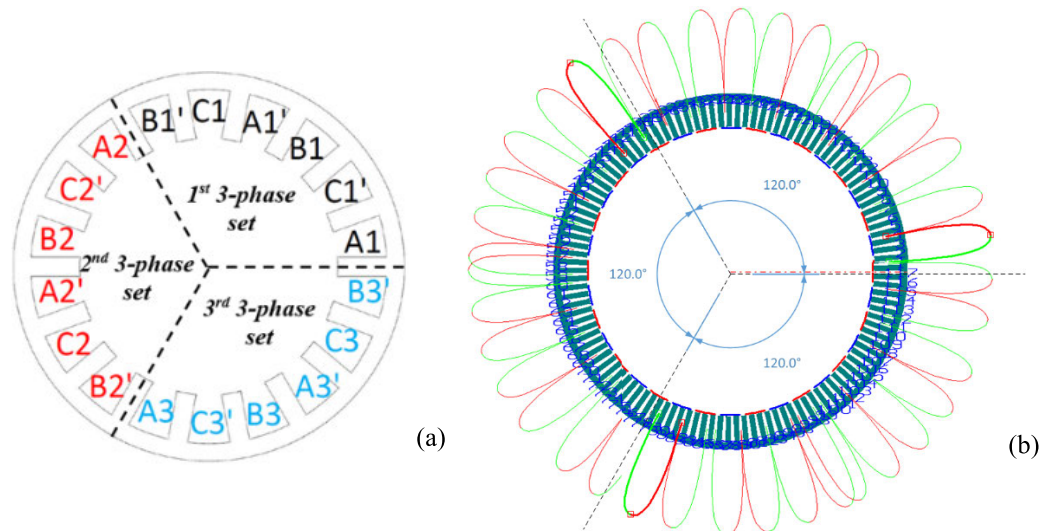 B1'
C1
A1'
B1
C1'
A1
A2
C2'
B2
A2'
C2
B2'
A3
C3'
B3
A3'
C3
B3'
1st 3-phase
set
2nd 3-phase
set
3rd 3-phase
set
(a)
120.0°
120.0°
120.0°
(b)